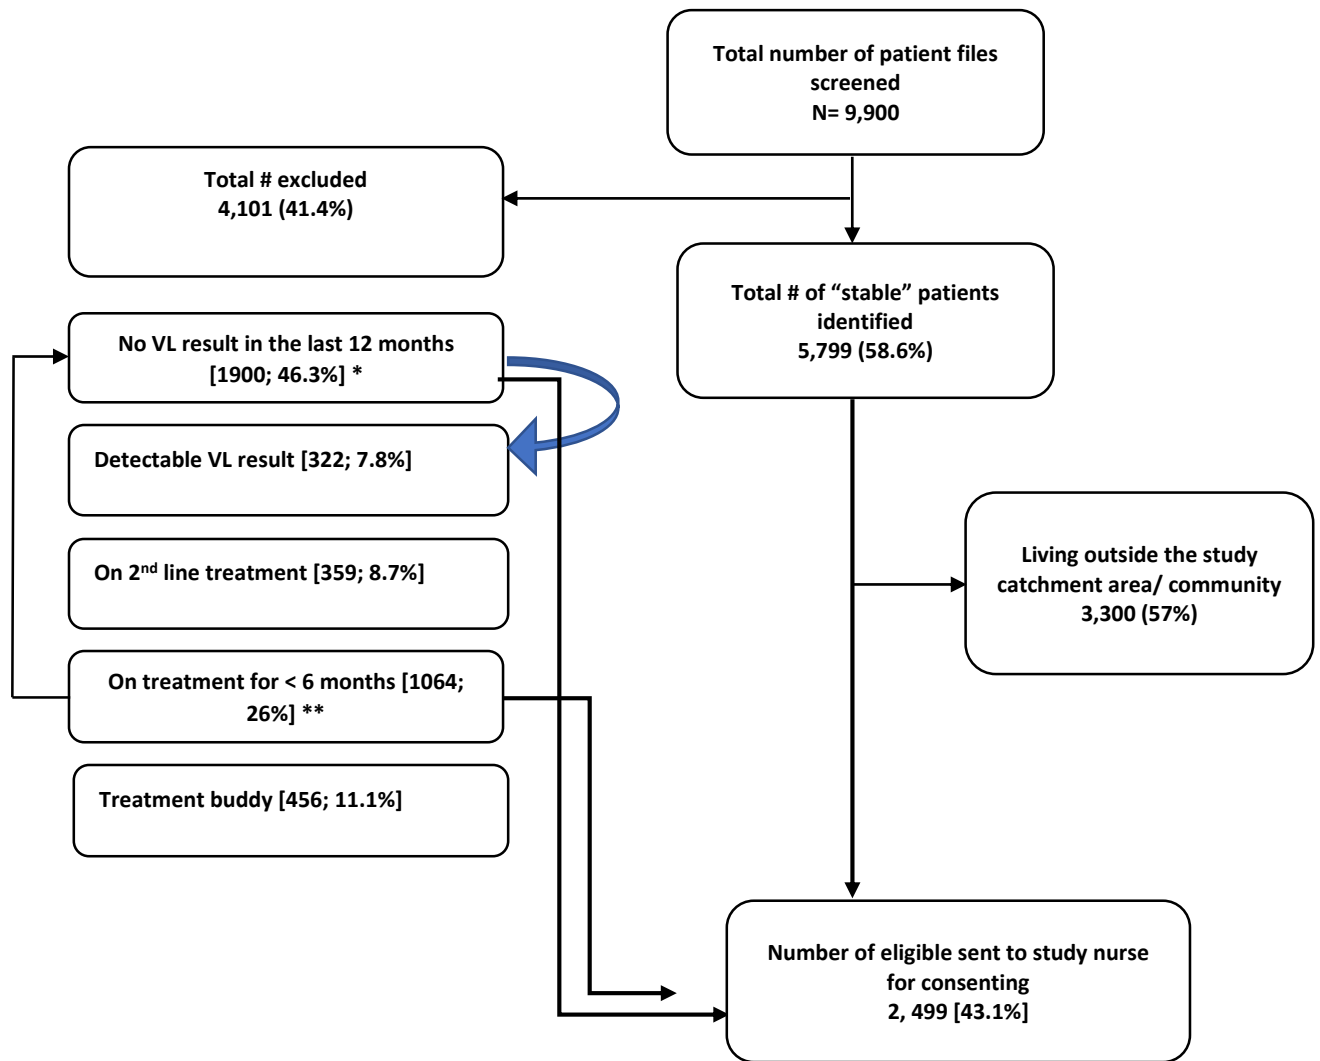 Total number of patient files
screened
N= 9,900
Total # excluded
4,101 (41.4%)
Total # of “stable” patients
identified
5,799 (58.6%)
No VL result in the last 12 months
[1900; 46.3%] *
Detectable VL result [322; 7.8%]
On 2nd line treatment [359; 8.7%]
Living outside the study
catchment area/ community
3,300 (57%)
On treatment for < 6 months [1064;
26%] **
Treatment buddy [456; 11.1%]
Number of eligible sent to study nurse
for consenting
2, 499 [43.1%]